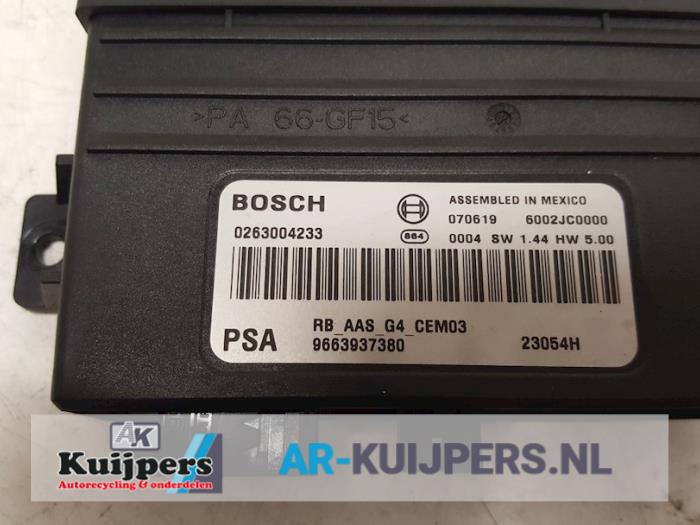 >PA 66-GF15<
BOSCH
0263004233
ASSEMBLED IN MEXICO
070619 6002JC0000
864 0004 SW 1.44 HW 5.00
PSA
RB_AAS_G4_CEM03
9663937380 23054H
AK
Kuijpers
Autorecycling & onderdelen
AR-KUIJPERS.NL